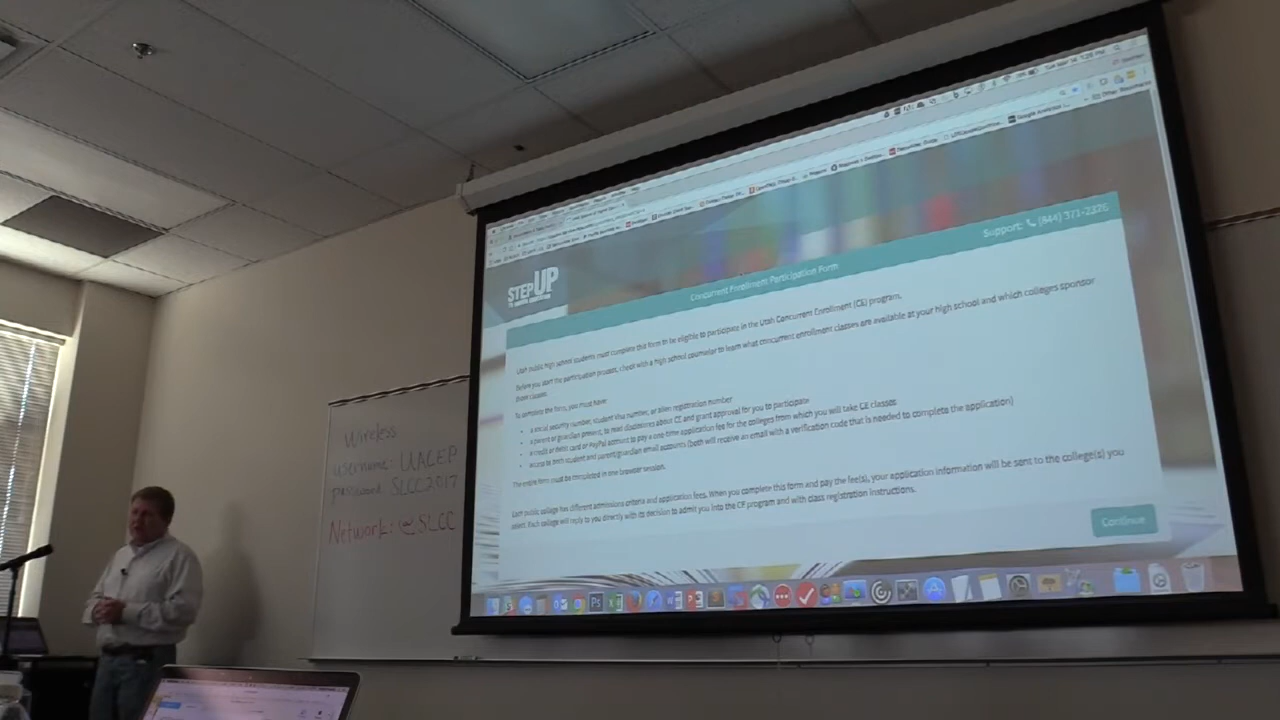 STEPUP
Support: (844) 371-2326
Concurrent Enrollment Participation Form
Utah public high school students must complete this form to be eligible to participate in the Utah Concurrent Enrollment (CE) program.
Before you start the participation process, check with a high school counselor to learn what concurrent enrollment classes are available at your high school and which colleges sponsor
those classes.
To complete the form, you must have:
• a social security number, student visa number, or alien registration number
• a parent or guardian present, to read disclosures about CE and grant approval for you to participate
• a credit or debit card or PayPal account to pay a one-time application fee for the colleges from which you will take CE classes
• access to both student and parent/guardian email accounts (both will receive an email with a verification code that is needed to complete the application)
The entire form must be completed in one browser session.
Each public college has different admissions criteria and application fees. When you complete this form and pay the fee(s), your application information will be sent to the college(s) you
select. Each college will reply to you directly with its decision to admit you into the CE program and with class registration instructions.
Continue
Wireless
username: UACEP
password: SLCC2017
Network: @SLCC